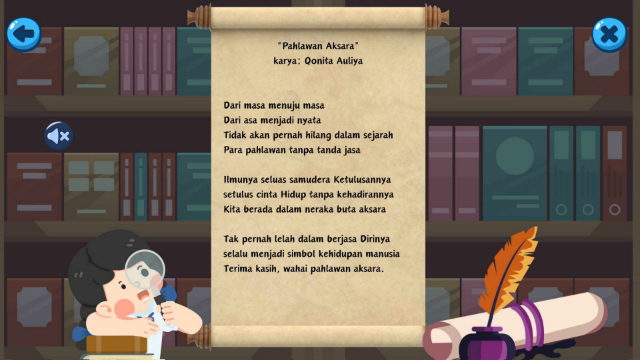 "Pahlawan Aksara"
karya: Qonita Auliya
Dari masa menuju masa
Dari asa menjadi nyata
Tidak akan pernah hilang dalam sejarah
Para pahlawan tanpa tanda jasa
Ilmunya seluas samudera Ketulusannya
setulus cinta Hidup tanpa kehadirannya
Kita berada dalam neraka buta aksara
Tak pernah lelah dalam berjasa Dirinya
selalu menjadi simbol kehidupan manusia
Terima kasih, wahai pahlawan aksara.